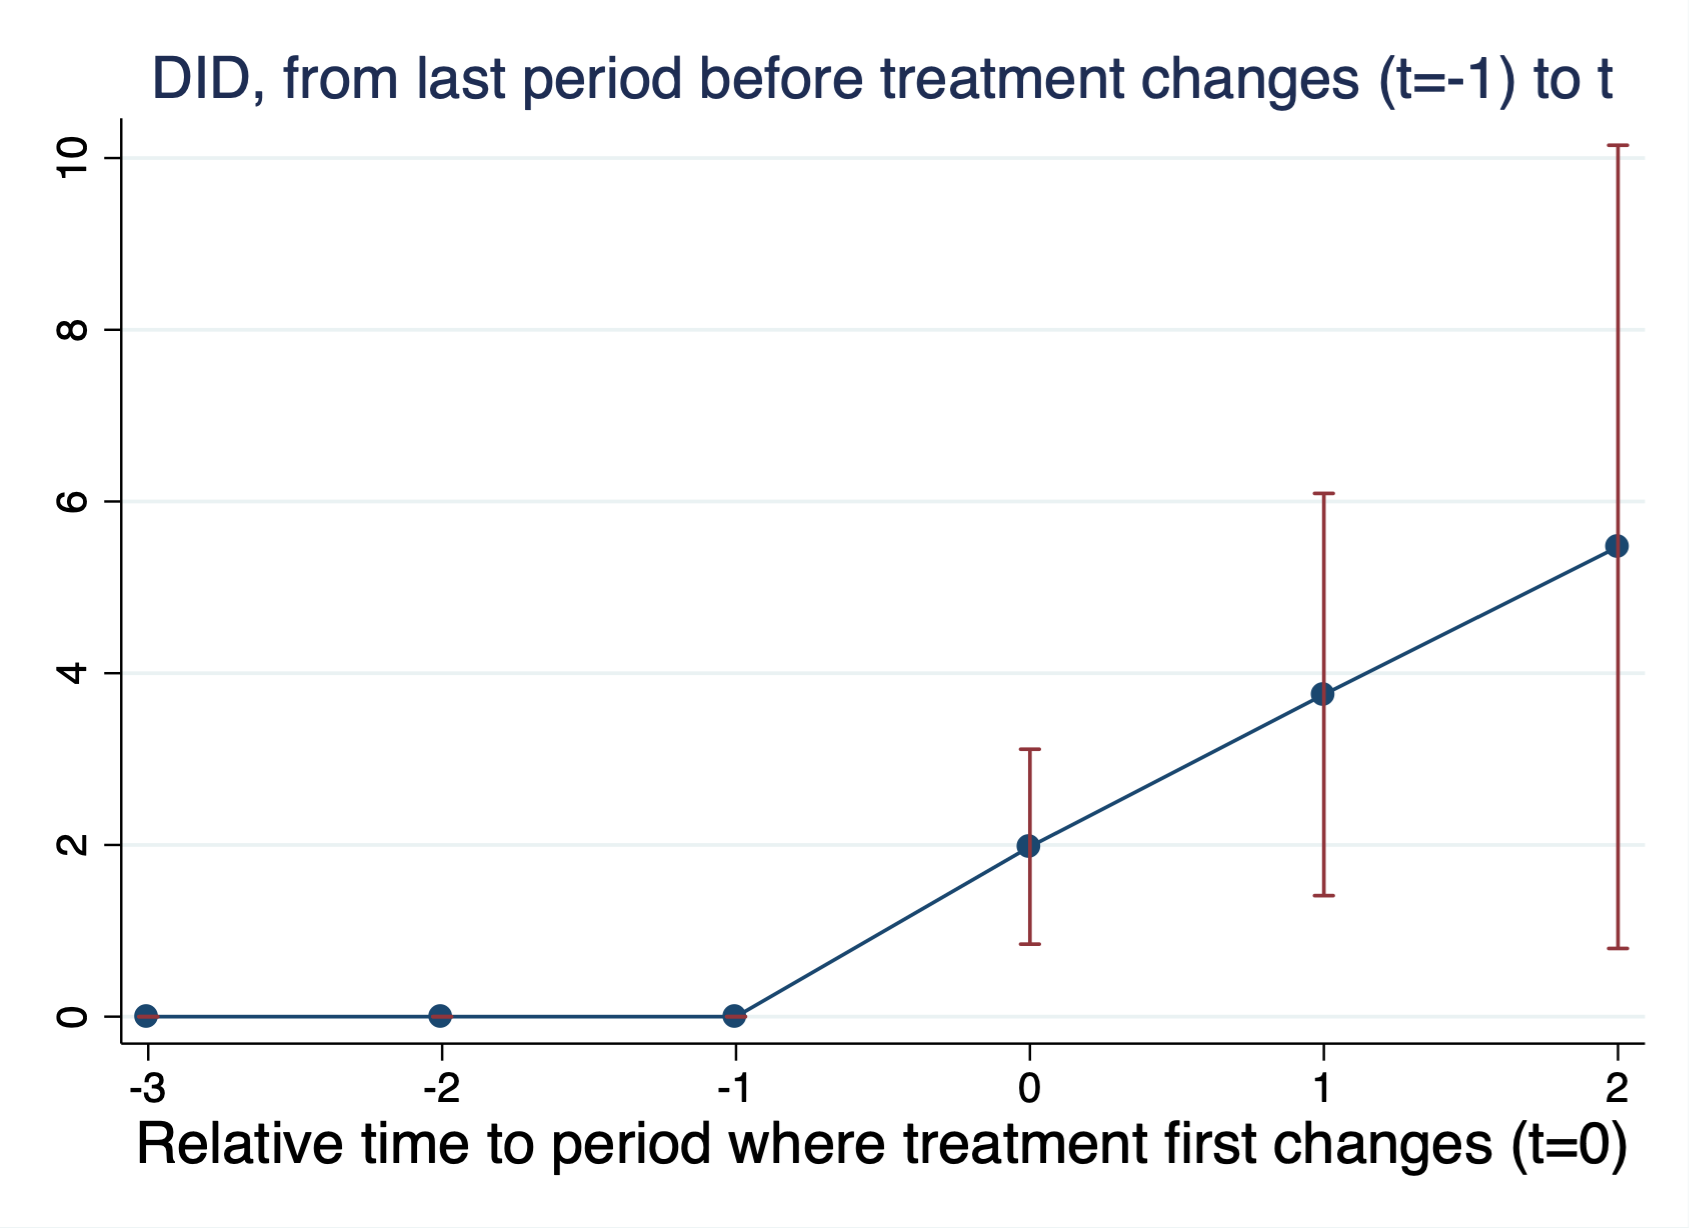 DID, from last period before treatment changes (t=-1) to t
10
8
6
4
2
0
-3 -2 -1 0 1 2
Relative time to period where treatment first changes (t=0)